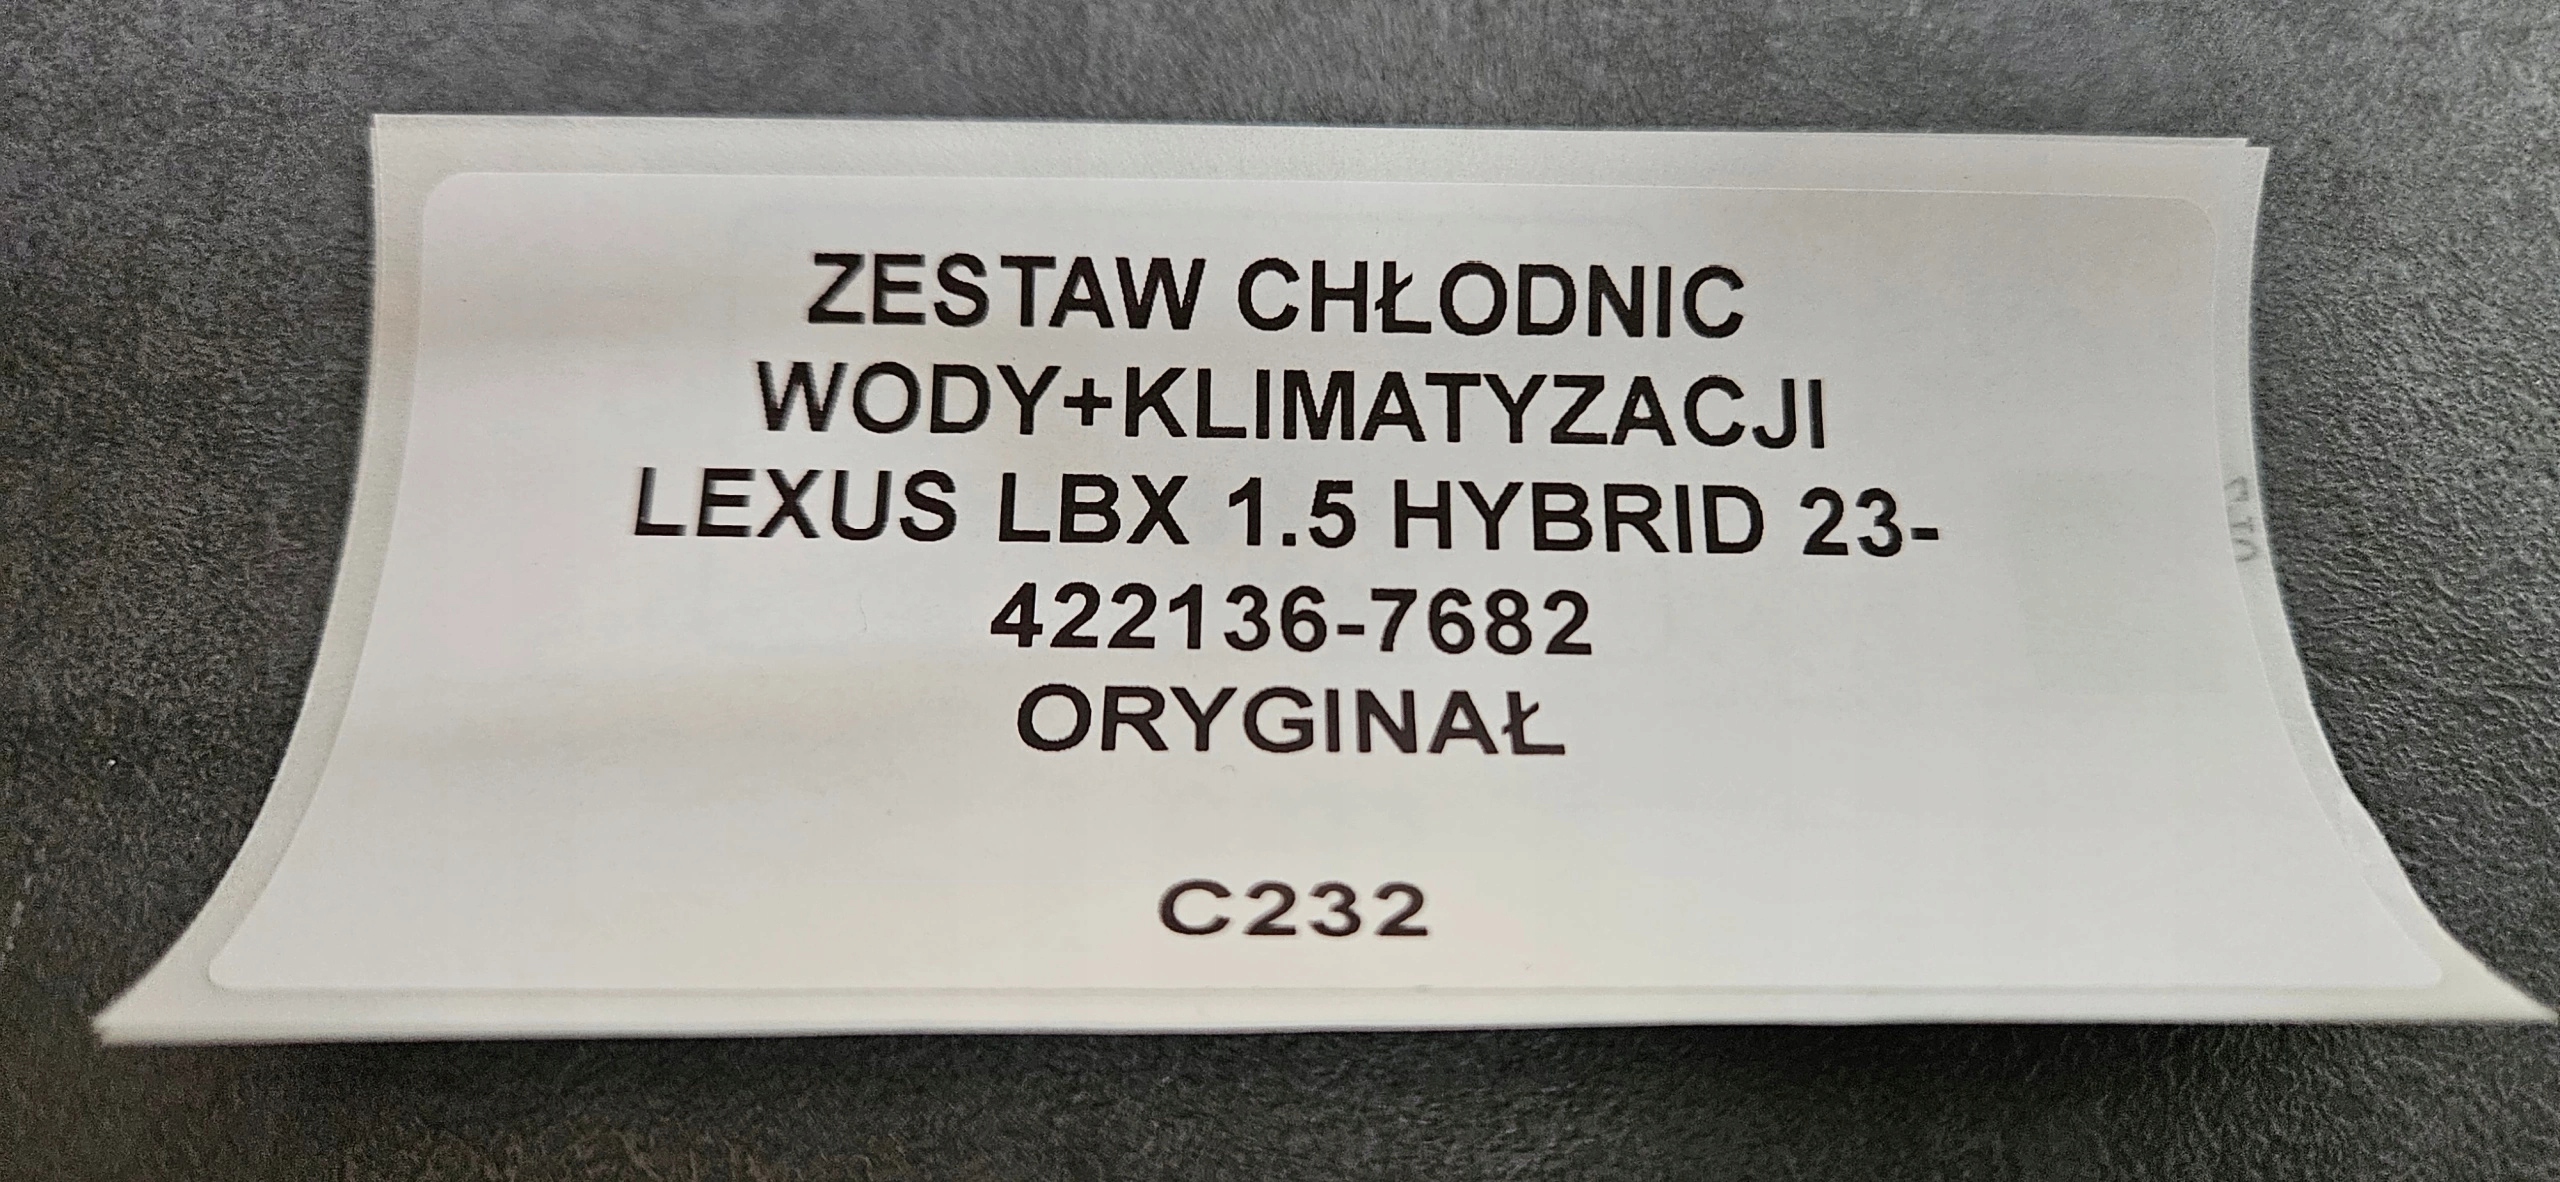 ZESTAW CHŁODNIC
WODY+KLIMATYZACJI
LEXUS LBX 1.5 HYBRID 23-
422136-7682
ORYGINAŁ
C232